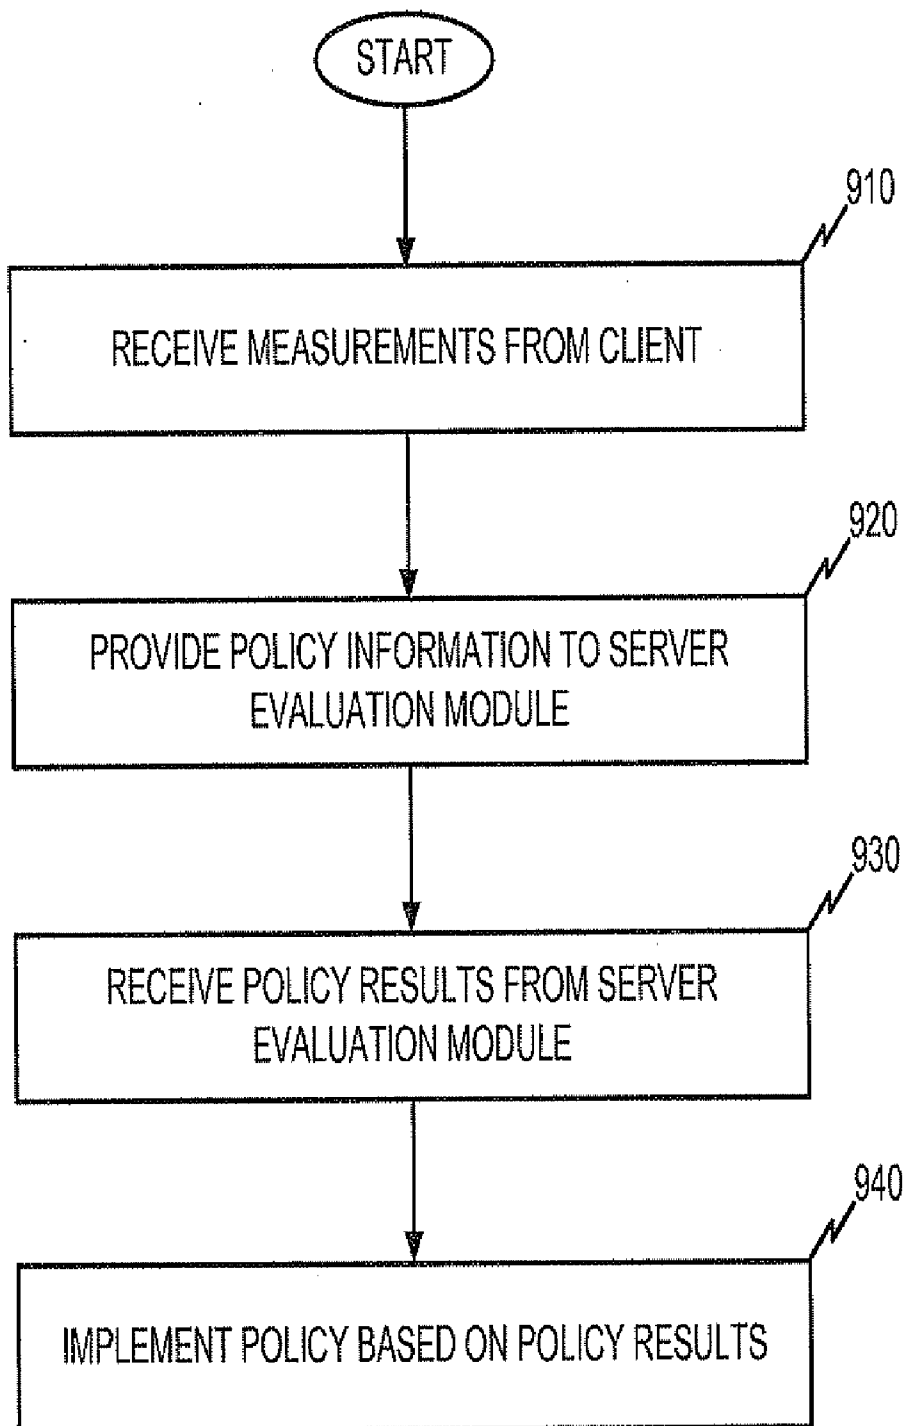 START
910
RECEIVE MEASUREMENTS FROM CLIENT
920
PROVIDE POLICY INFORMATION TO SERVER
EVALUATION MODULE
930
RECEIVE POLICY RESULTS FROM SERVER
EVALUATION MODULE
940
IMPLEMENT POLICY BASED ON POLICY RESULTS